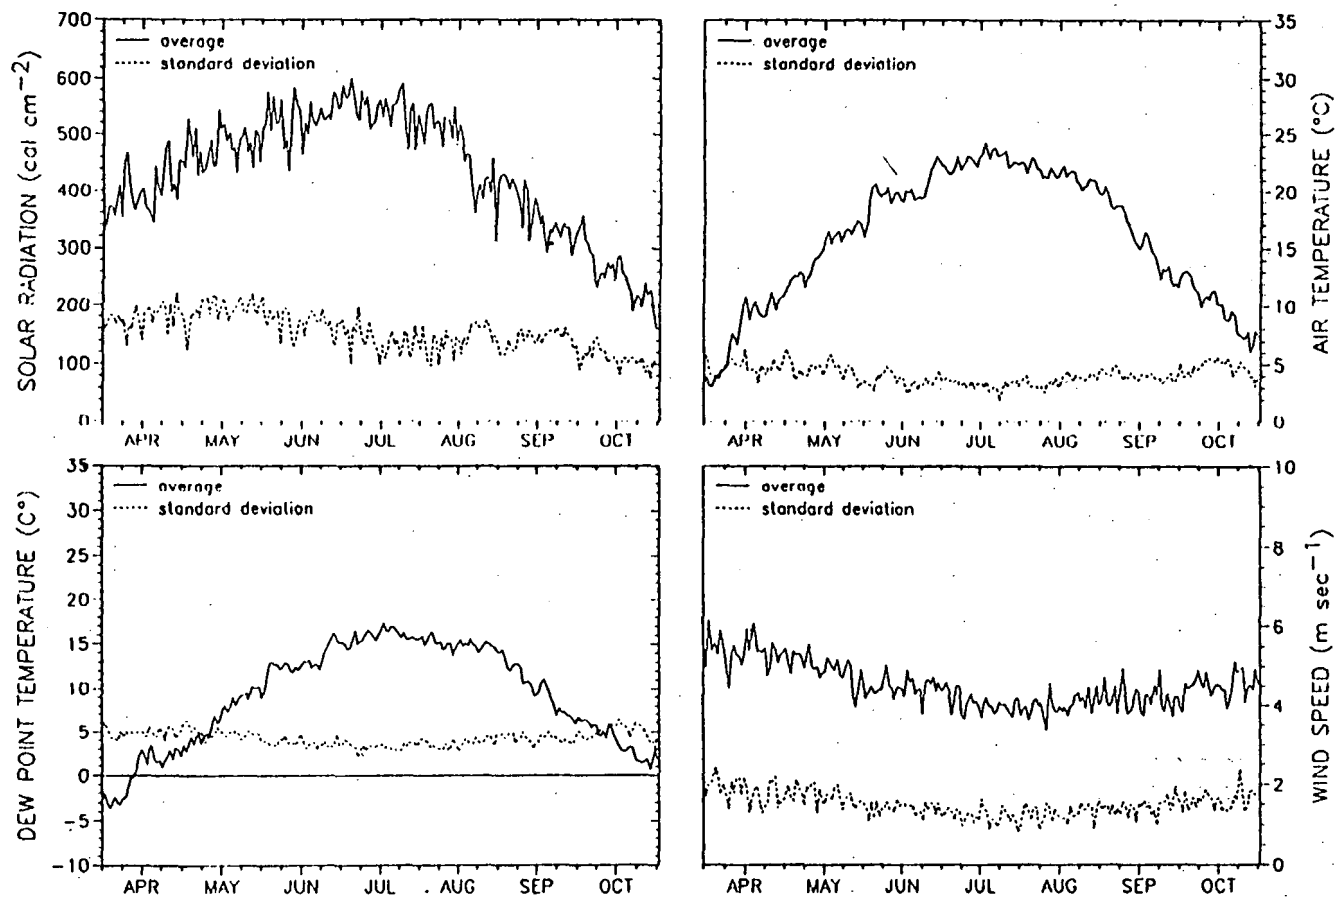 SOLAR RADIATION (cal cm−2)
700
600
500
400
300
200
100
0
average
standard deviation
APR MAY JUN JUL AUG SEP OCT
average
standard deviation
35
30
25
20
15
10
5
0
AIR TEMPERATURE (°C)
APR MAY JUN JUL AUG SEP OCT
DEW POINT TEMPERATURE (C°)
35
30
25
20
15
10
5
0
−5
−10
average
standard deviation
APR MAY JUN JUL AUG SEP OCT
average
standard deviation
10
8
6
4
2
0
WIND SPEED (m sec−1)
APR MAY JUN JUL AUG SEP OCT